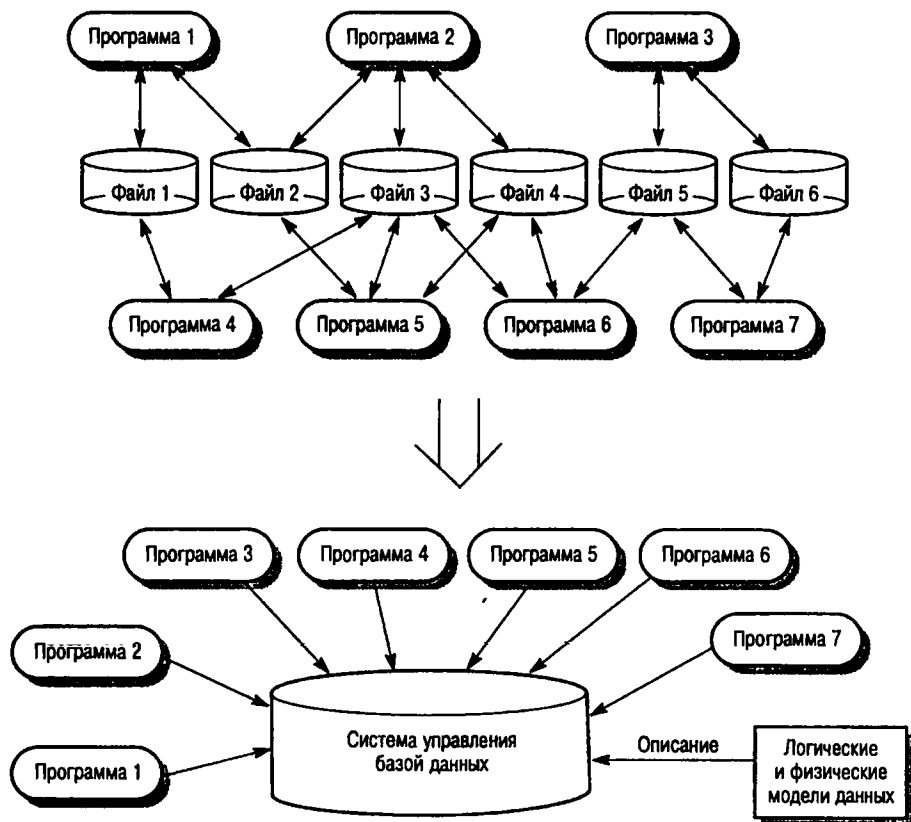 Программа 1
Программа 2
Программа 3
Файл 1
Файл 2
Файл 3
Файл 4
Файл 5
Файл 6
Программа 4
Программа 5
Программа 6
Программа 7
Программа 3
Программа 4
Программа 5
Программа 6
Программа 2
Программа 7
Система управления
базой данных
Описание
Логические
и физические
модели данных
Программа 1